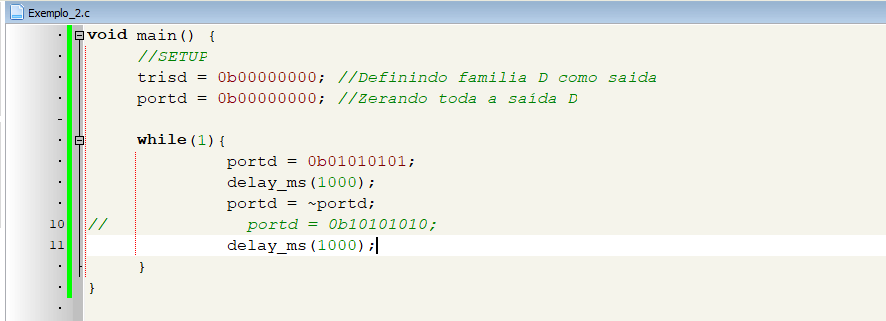 Exemplo_2.c
void main() {
//SETUP
trisd = 0b00000000; //Definindo familia D como saida
portd = 0b00000000; //Zerando toda a saída D
while(1){
portd = 0b01010101;
delay_ms(1000);
portd = ~portd;
10 // portd = 0b10101010;
11 delay_ms(1000);
}
}